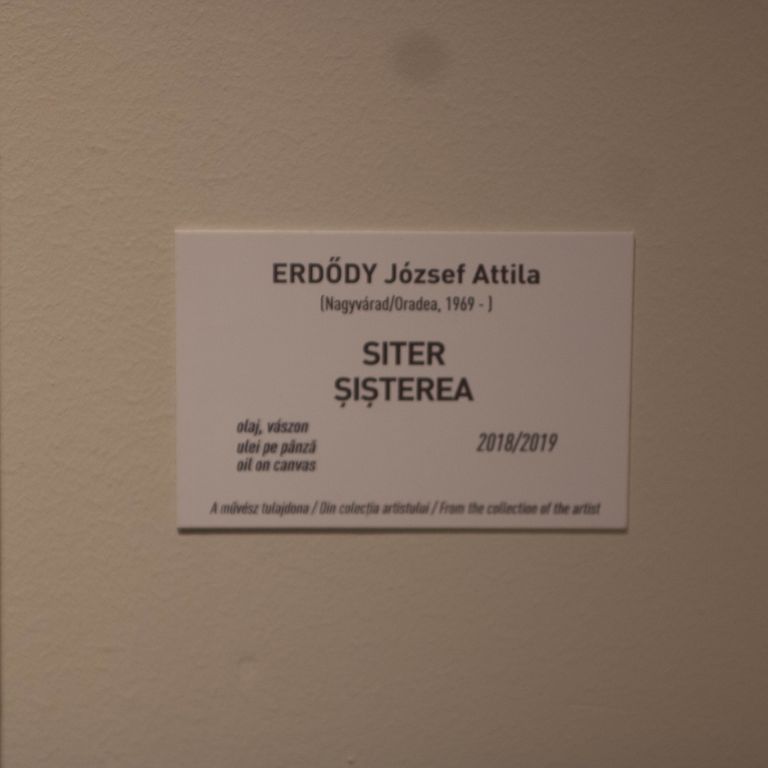 ERDŐDY József Attila
(Nagyvárad/Oradea, 1969 - )
SITER
ȘIȘTEREA
olaj, vászon
ulei pe pânză
oil on canvas
2018/2019
A művész tulajdona / Din colecția artistului / From the collection of the artist